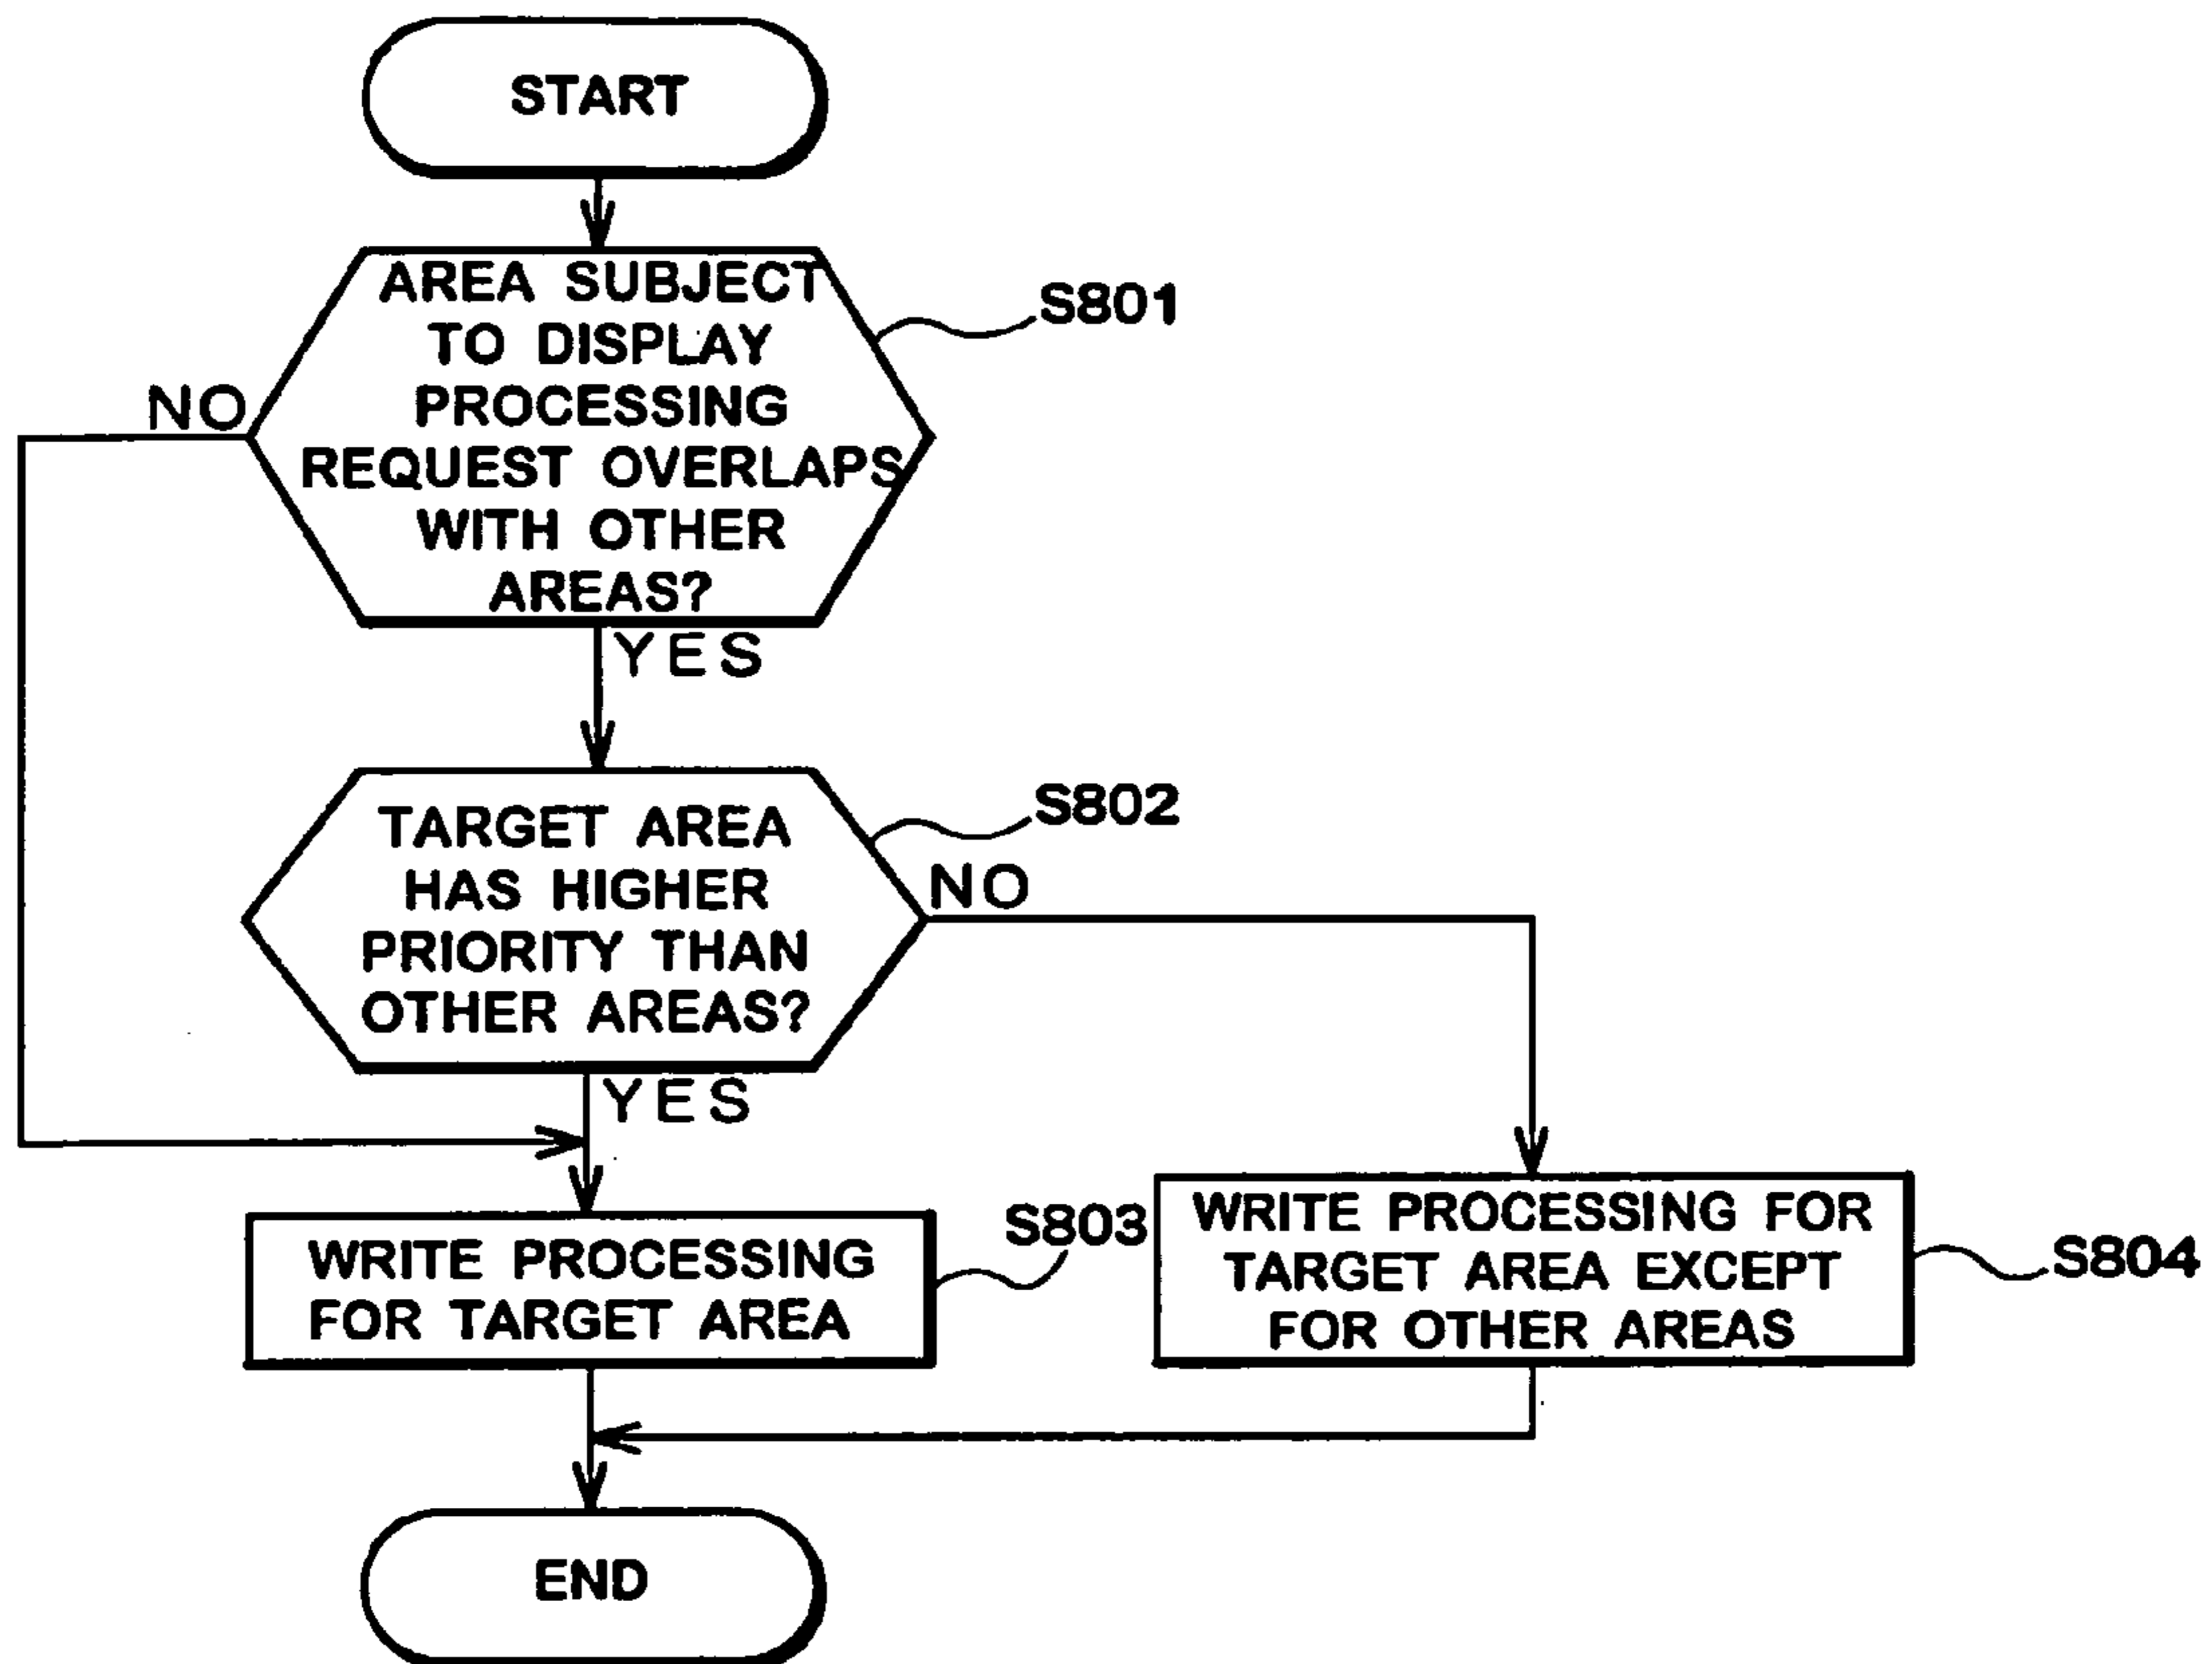 START
AREA SUBJECT
TO DISPLAY
PROCESSING
REQUEST OVERLAPS
WITH OTHER
AREAS?
S801
NO
YES
TARGET AREA
HAS HIGHER
PRIORITY THAN
OTHER AREAS?
S802
NO
YES
WRITE PROCESSING
FOR TARGET AREA
S803
WRITE PROCESSING FOR
TARGET AREA EXCEPT
FOR OTHER AREAS
S804
END